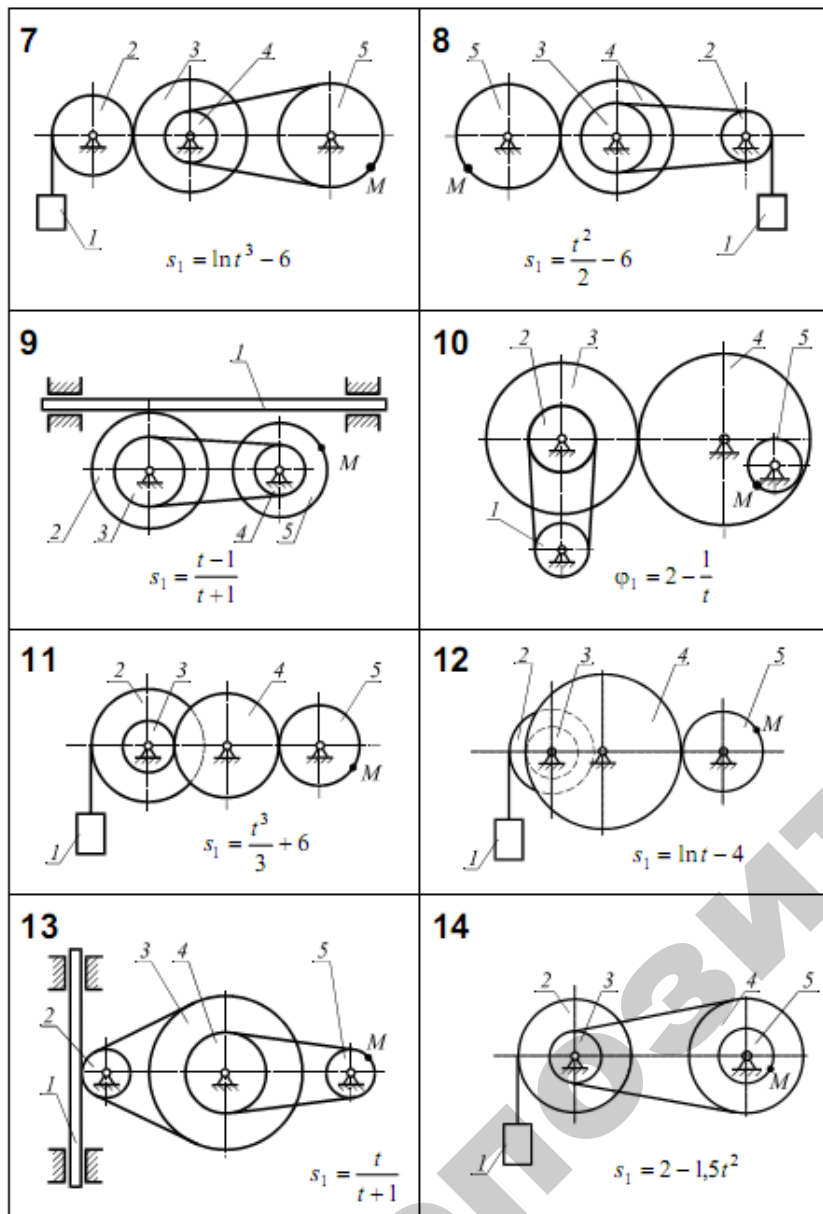 7
2 3 4 5
M
1
s₁ = ln t³ − 6
8
5 3 4 2
M
1
s₁ = t²/2 − 6
9
1
M
2 3 4 5
s₁ = (t − 1)/(t + 1)
10
2 3 4 5
M
1
φ₁ = 2 − 1/t
11
2 3 4 5
M
1
s₁ = t³/3 + 6
12
2 3 4 5
M
1
s₁ = ln t − 4
13
3 4 5
2
M
1
s₁ = t/(t + 1)
14
2 3 4 5
M
1
s₁ = 2 − 1,5t²
позит